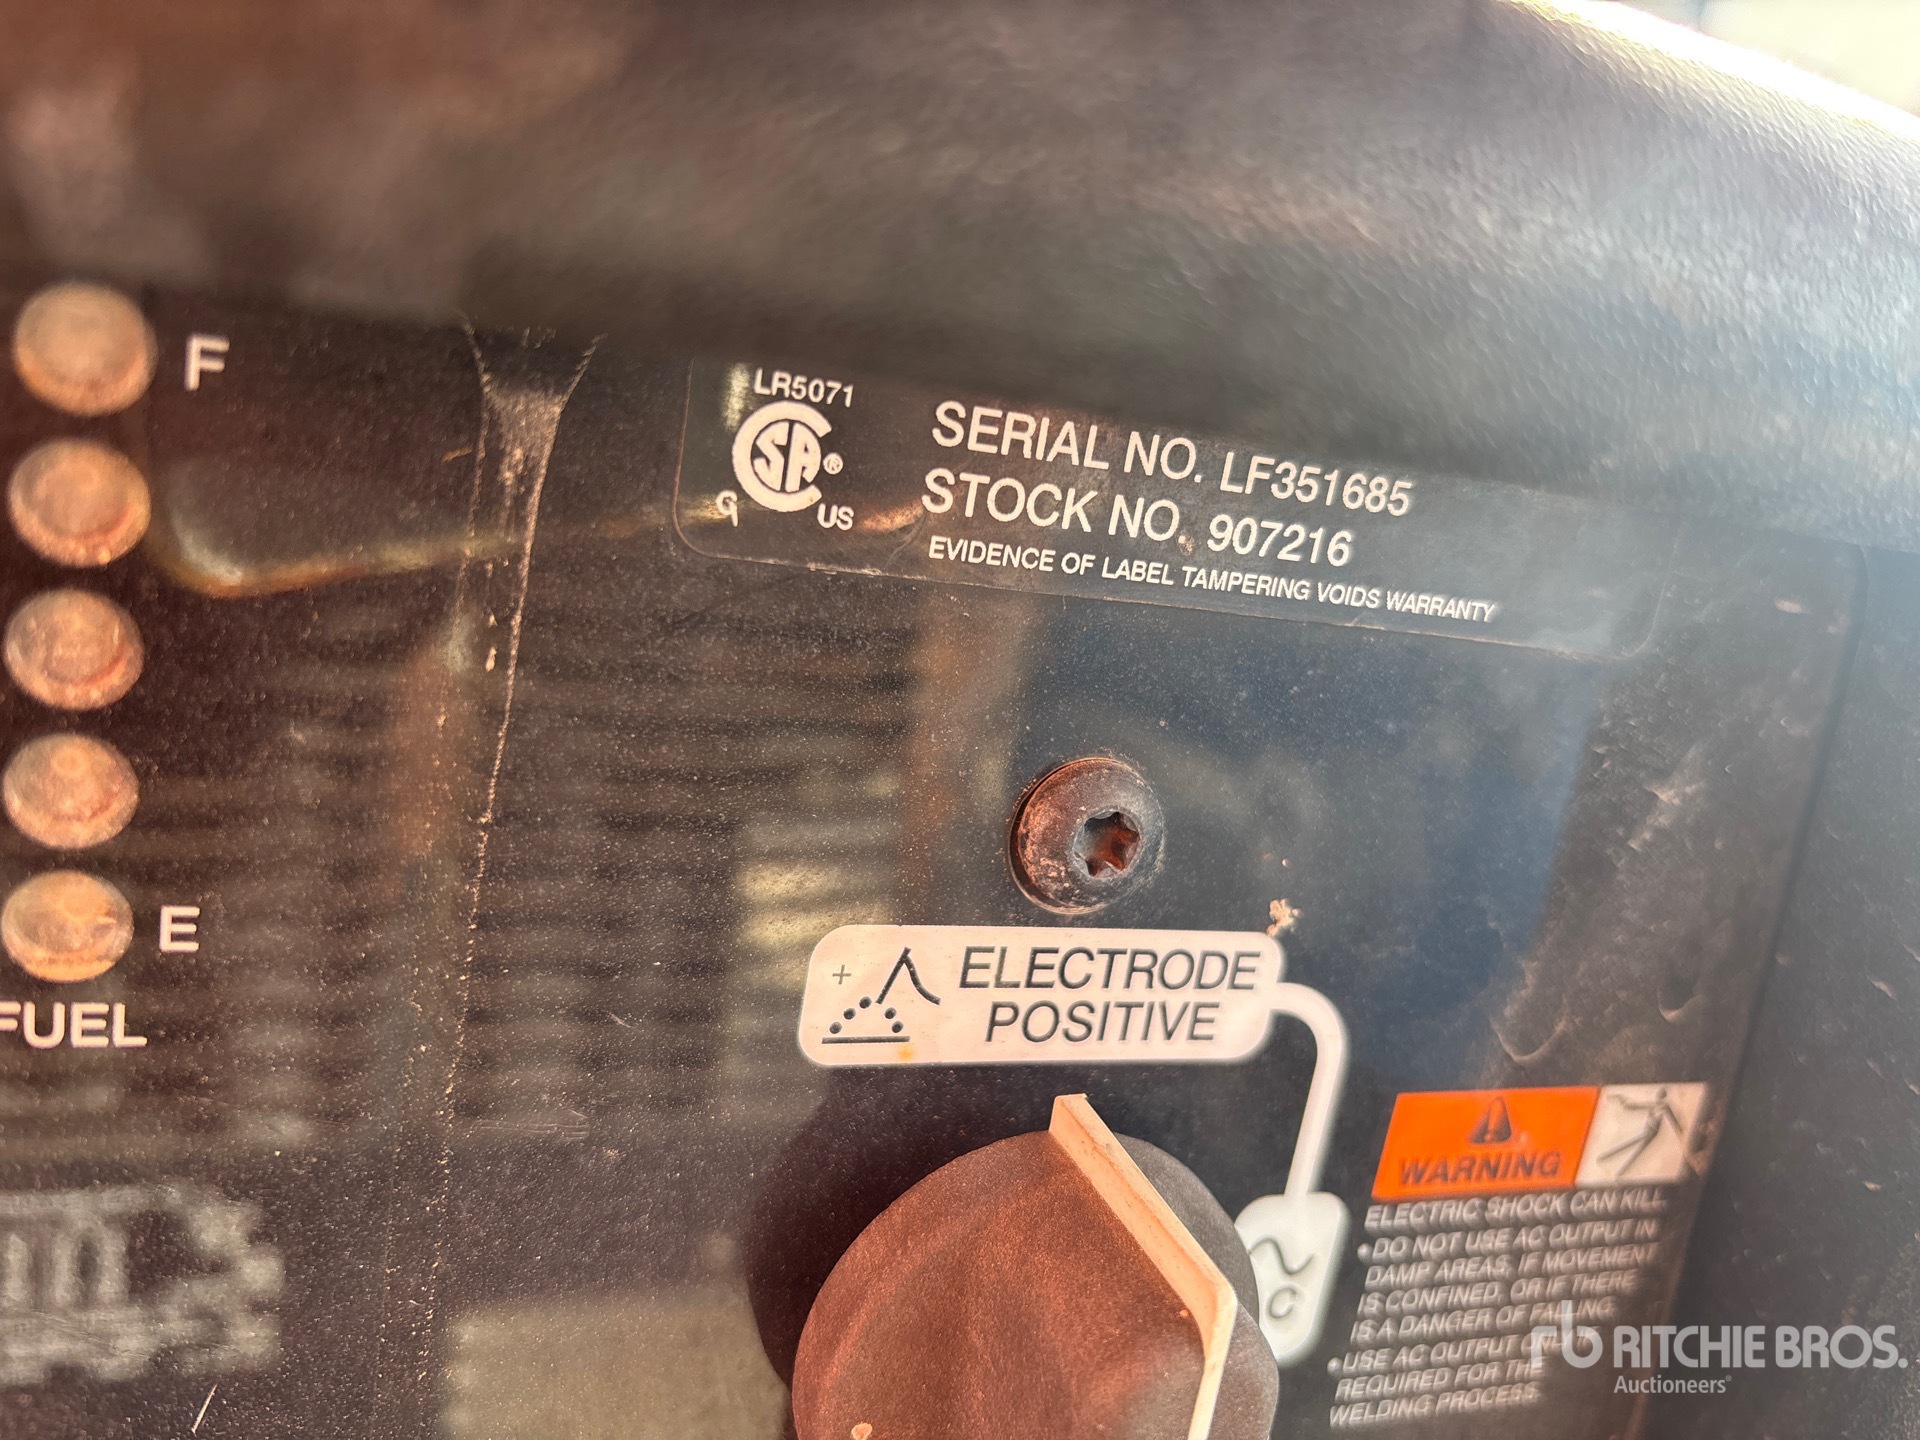 F
E
FUEL
LR5071
SA®
G
US
SERIAL NO. LF351685
STOCK NO. 907216
EVIDENCE OF LABEL TAMPERING VOIDS WARRANTY
+
ELECTRODE
POSITIVE
C
WARNING
ELECTRIC SHOCK CAN KILL
• DO NOT USE AC OUTPUT IN
DAMP AREAS, IF MOVEMENT
IS CONFINED, OR IF THERE
IS A DANGER OF FALLING.
• USE AC OUTPUT
REQUIRED FOR THE
WELDING PROCESS.
rb RITCHIE BROS.
Auctioneers